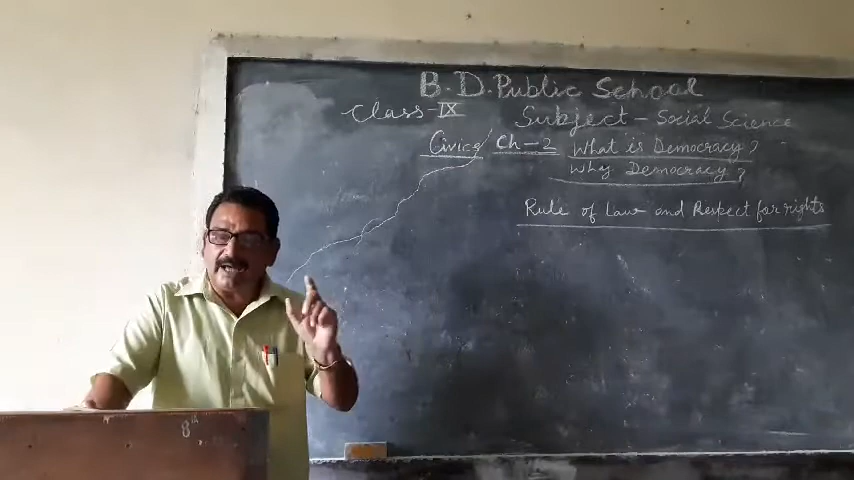 B.D.Public School
Class-IX Subject - Social Science
Civics/ Ch-2 What is Democracy?
Why Democracy?
Rule of Law and Respect for rights
8th